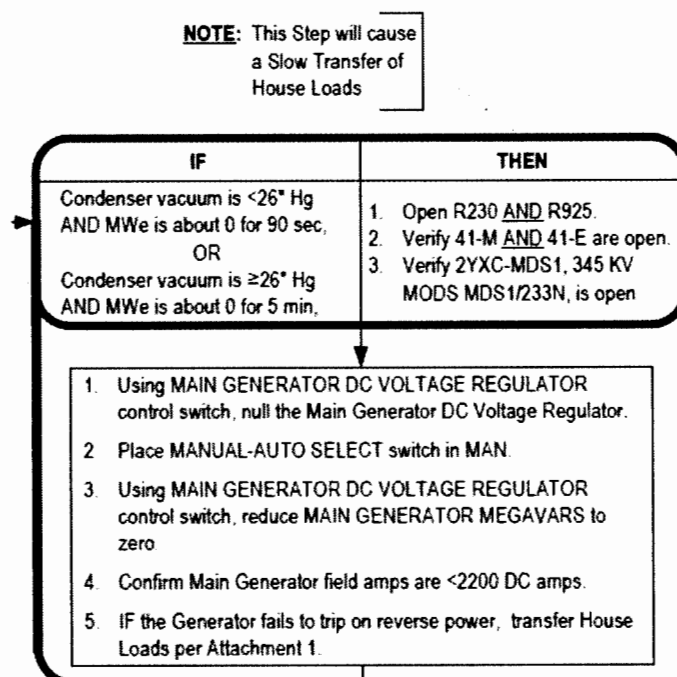 NOTE: This Step will cause
a Slow Transfer of
House Loads
IF
THEN
Condenser vacuum is <26" Hg
AND MWe is about 0 for 90 sec,
OR
Condenser vacuum is ≥26" Hg
AND MWe is about 0 for 5 min,
1. Open R230 AND R925.
2. Verify 41-M AND 41-E are open.
3. Verify 2YXC-MDS1, 345 KV
MODS MDS1/233N, is open
1. Using MAIN GENERATOR DC VOLTAGE REGULATOR
control switch, null the Main Generator DC Voltage Regulator.
2 Place MANUAL-AUTO SELECT switch in MAN.
3. Using MAIN GENERATOR DC VOLTAGE REGULATOR
control switch, reduce MAIN GENERATOR MEGAVARS to
zero
4. Confirm Main Generator field amps are <2200 DC amps.
5. IF the Generator fails to trip on reverse power, transfer House
Loads per Attachment 1.